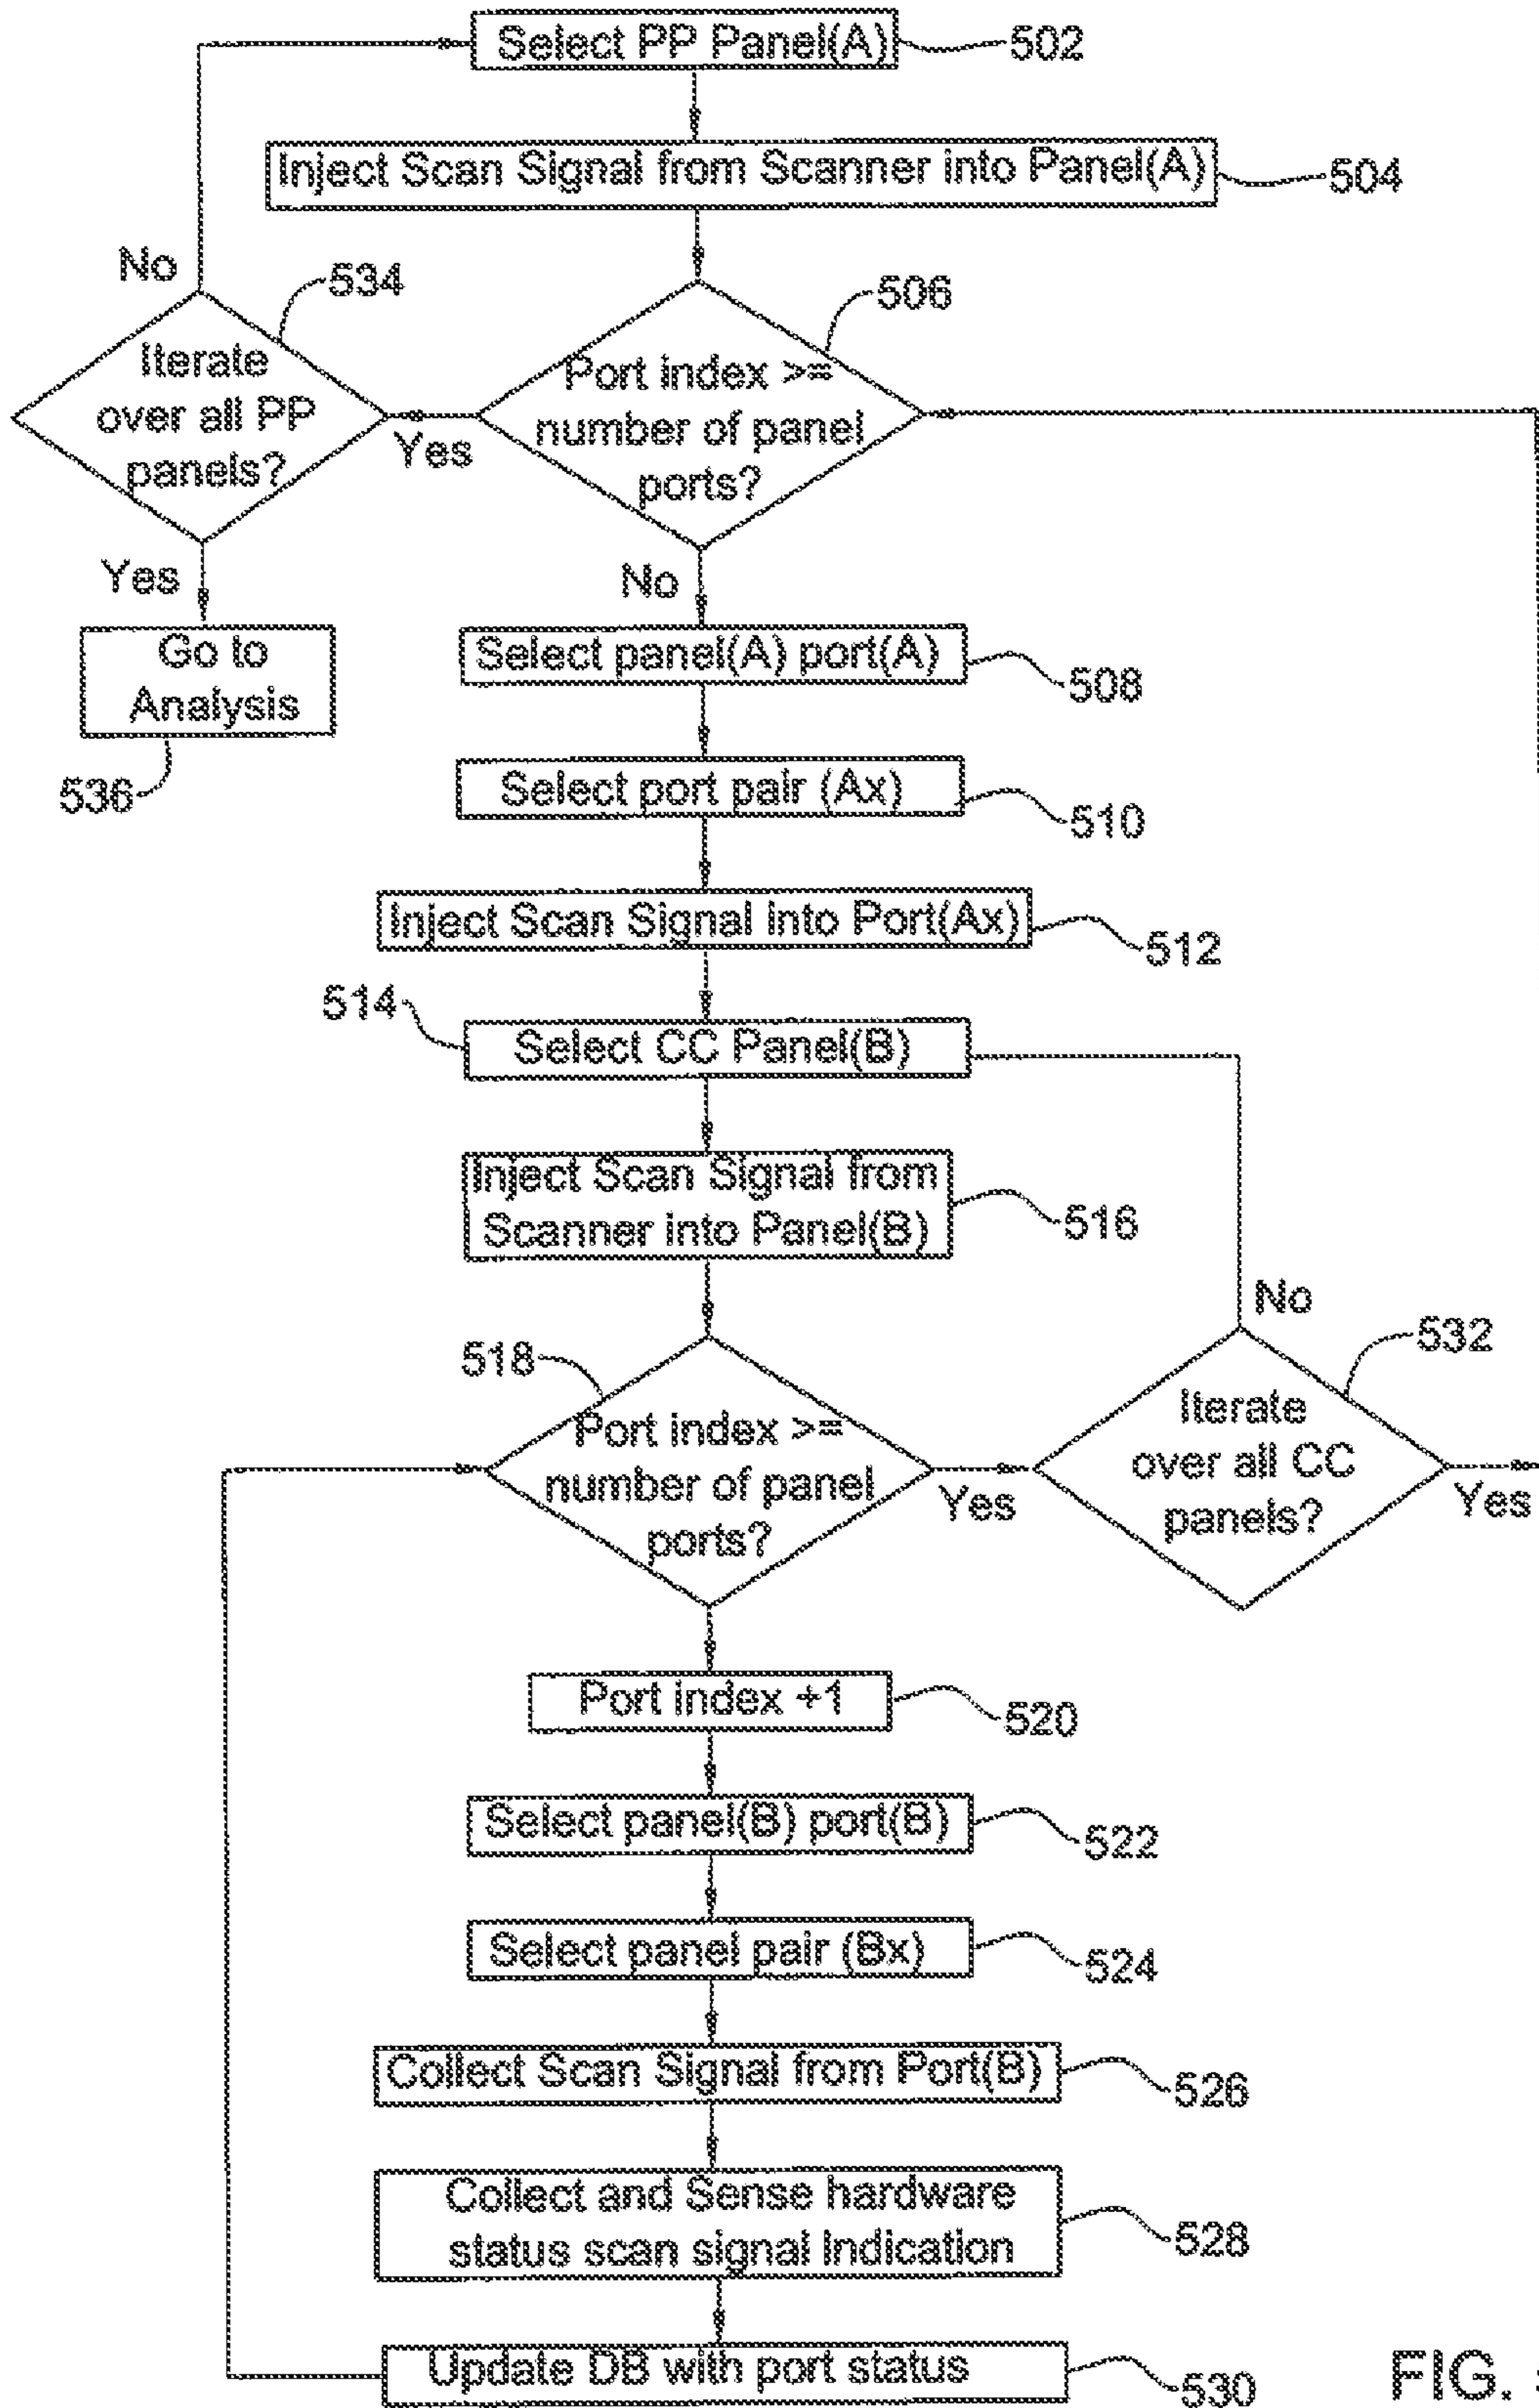 Select PP Panel(A)
502
Inject Scan Signal from Scanner into Panel(A)
504
No
534
506
Iterate
over all PP
panels?
Yes
Port index >=
number of panel
ports?
Yes
No
Go to
Analysis
536
Select panel(A) port(A)
508
Select port pair (Ax)
510
Inject Scan Signal into Port(Ax)
512
514
Select CC Panel(B)
Inject Scan Signal from
Scanner into Panel(B)
516
No
532
518
Port index >=
number of panel
ports?
Yes
Iterate
over all CC
panels?
Yes
Port index +1
520
Select panel(B) port(B)
522
Select panel pair (Bx)
524
Collect Scan Signal from Port(B)
526
Collect and Sense hardware
status scan signal Indication
528
Update DB with port status
530
FIG.